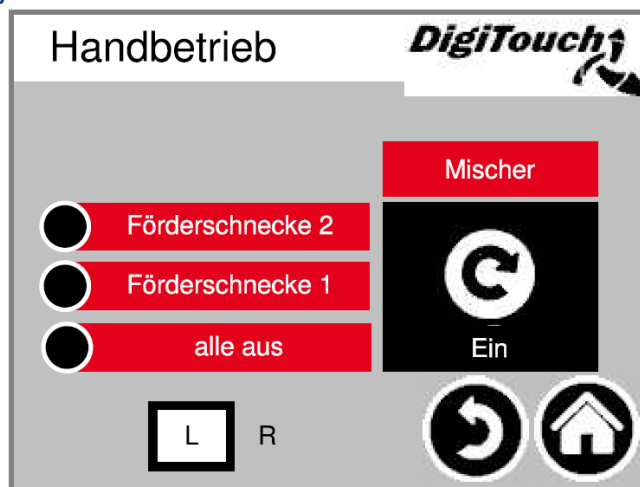 Handbetrieb
DigiTouch
Mischer
Förderschnecke 2
Förderschnecke 1
alle aus
Ein
L R